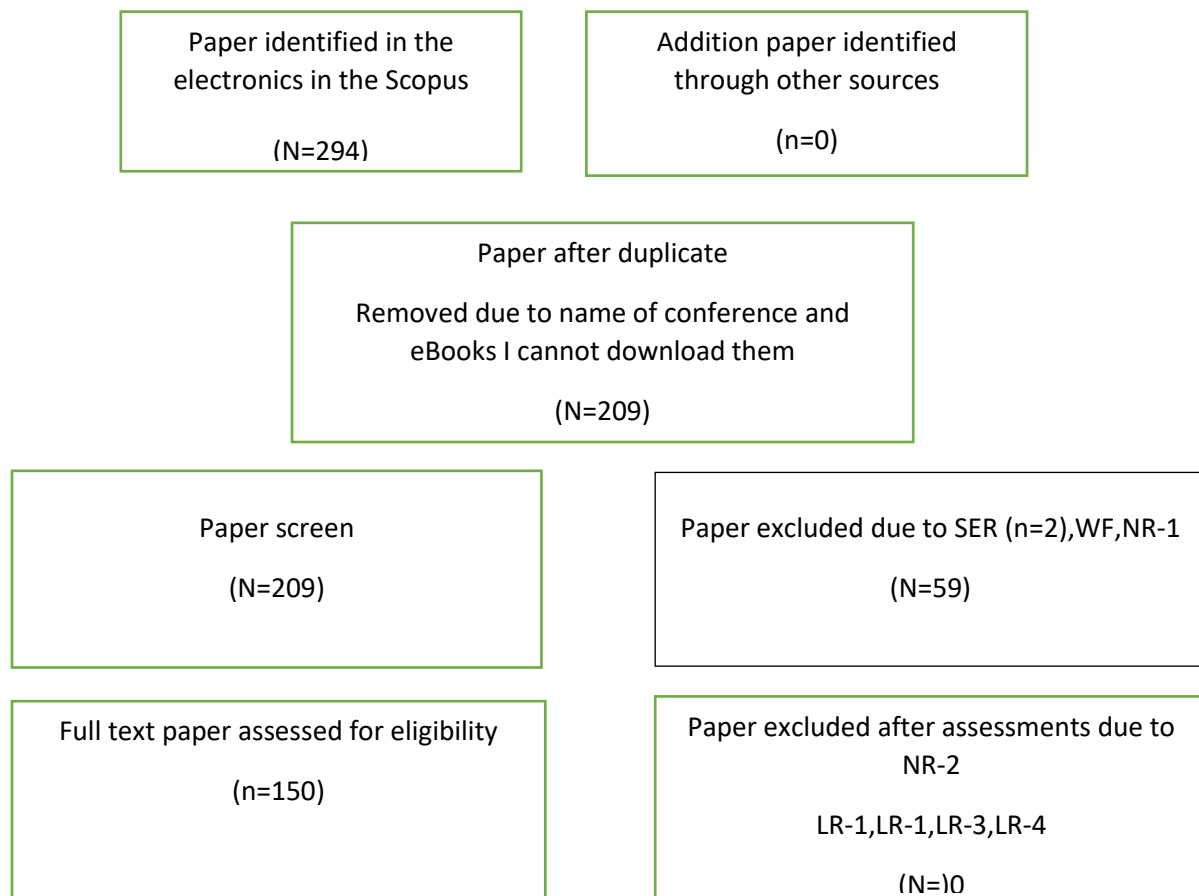 Paper identified in the
electronics in the Scopus
(N=294)
Addition paper identified
through other sources
(n=0)
Paper after duplicate
Removed due to name of conference and
eBooks I cannot download them
(N=209)
Paper screen
(N=209)
Paper excluded due to SER (n=2),WF,NR-1
(N=59)
Full text paper assessed for eligibility
(n=150)
Paper excluded after assessments due to
NR-2
LR-1,LR-1,LR-3,LR-4
(N=)0